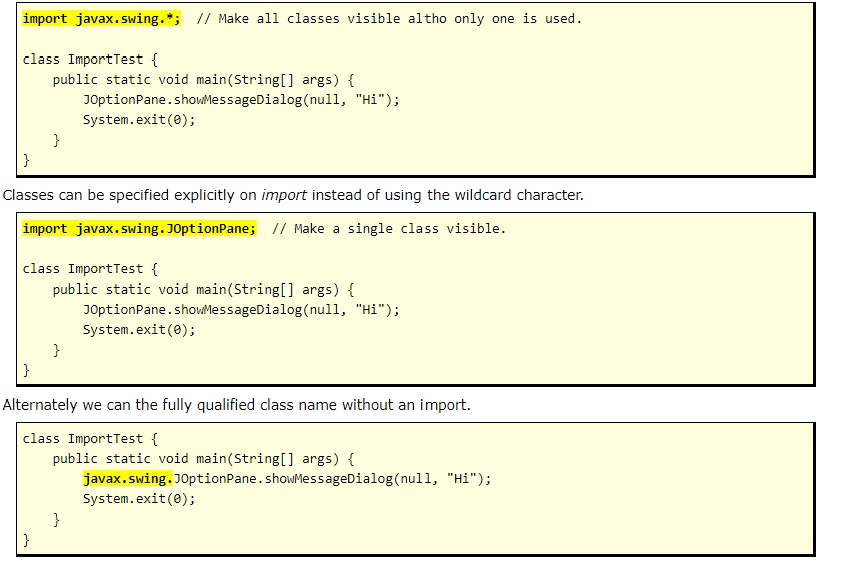 import javax.swing.*;  // Make all classes visible altho only one is used.
class ImportTest {
    public static void main(String[] args) {
        JOptionPane.showMessageDialog(null, "Hi");
        System.exit(0);
    }
}
Classes can be specified explicitly on import instead of using the wildcard character.
import javax.swing.JOptionPane;  // Make a single class visible.
class ImportTest {
    public static void main(String[] args) {
        JOptionPane.showMessageDialog(null, "Hi");
        System.exit(0);
    }
}
Alternately we can the fully qualified class name without an import.
class ImportTest {
    public static void main(String[] args) {
        javax.swing.JOptionPane.showMessageDialog(null, "Hi");
        System.exit(0);
    }
}